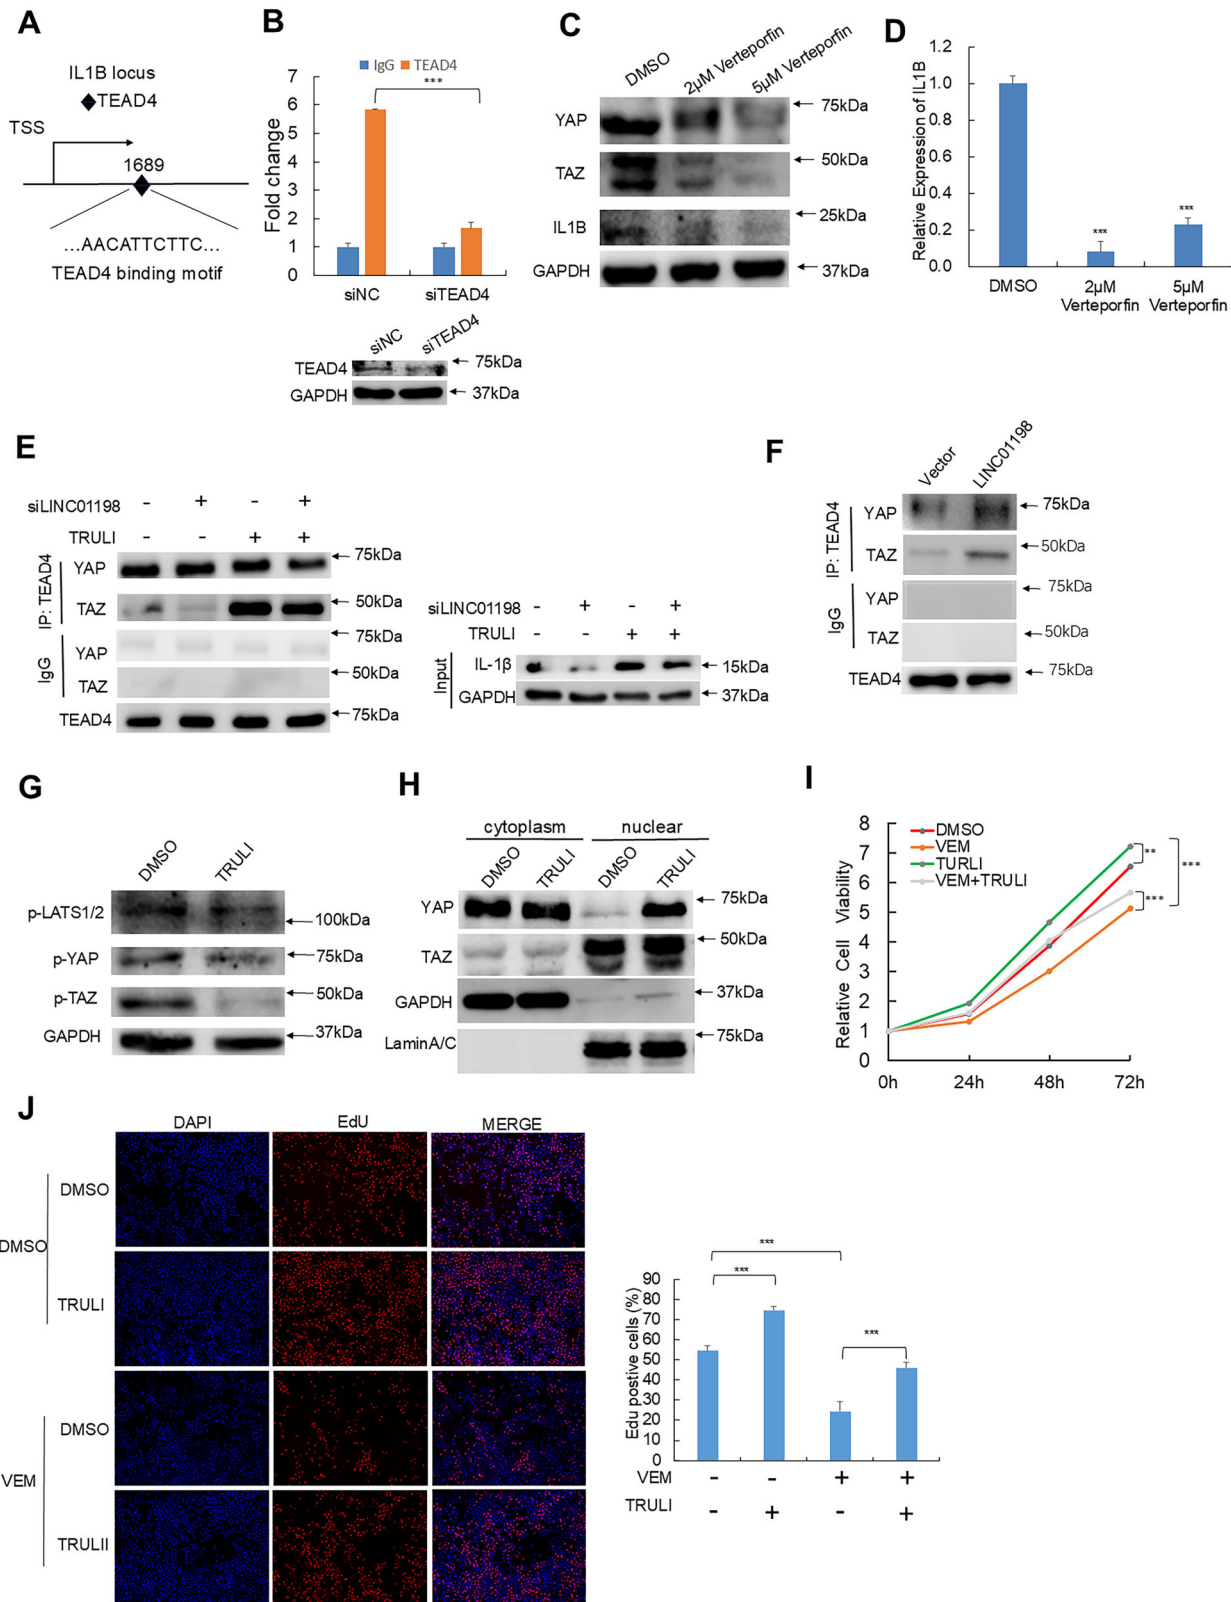 A
IL1B locus
TEAD4
TSS
1689
...AACATTCTTC...
TEAD4 binding motif
B
IgG TEAD4
***
Fold change
7
6
5
4
3
2
1
0
siNC siTEAD4
siNC siTEAD4
TEAD4 75kDa
GAPDH 37kDa
C
DMSO 2μM Verteporfin 5μM Verteporfin
YAP 75kDa
TAZ 50kDa
IL1B 25kDa
GAPDH 37kDa
D
Relative Expression of IL1B
1.2
1.0
0.8
0.6
0.4
0.2
0.0
*** ***
DMSO 2μM Verteporfin 5μM Verteporfin
E
siLINC01198 - + - +
TRULI - - + +
IP: TEAD4
YAP 75kDa
TAZ 50kDa
IgG
YAP 75kDa
TAZ 50kDa
TEAD4 75kDa
siLINC01198 - + - +
TRULI - - + +
Input
IL-1β 15kDa
GAPDH 37kDa
F
Vector LINC01198
IP: TEAD4
YAP 75kDa
TAZ 50kDa
IgG
YAP 75kDa
TAZ 50kDa
TEAD4 75kDa
G
DMSO TRULI
p-LATS1/2 100kDa
p-YAP 75kDa
p-TAZ 50kDa
GAPDH 37kDa
H
cytoplasm nuclear
DMSO TRULI DMSO TRULI
YAP 75kDa
TAZ 50kDa
GAPDH 37kDa
LaminA/C 75kDa
I
Relative Cell Viability
8
7
6
5
4
3
2
1
0
DMSO
VEM
TURLI
VEM+TRULI
** *** ***
0h 24h 48h 72h
J
DAPI EdU MERGE
DMSO
DMSO
TRULI
VEM
DMSO
TRULII
Edu postive cells (%)
90
80
70
60
50
40
30
20
10
0
***
***
***
VEM - - + +
TRULI - + - +